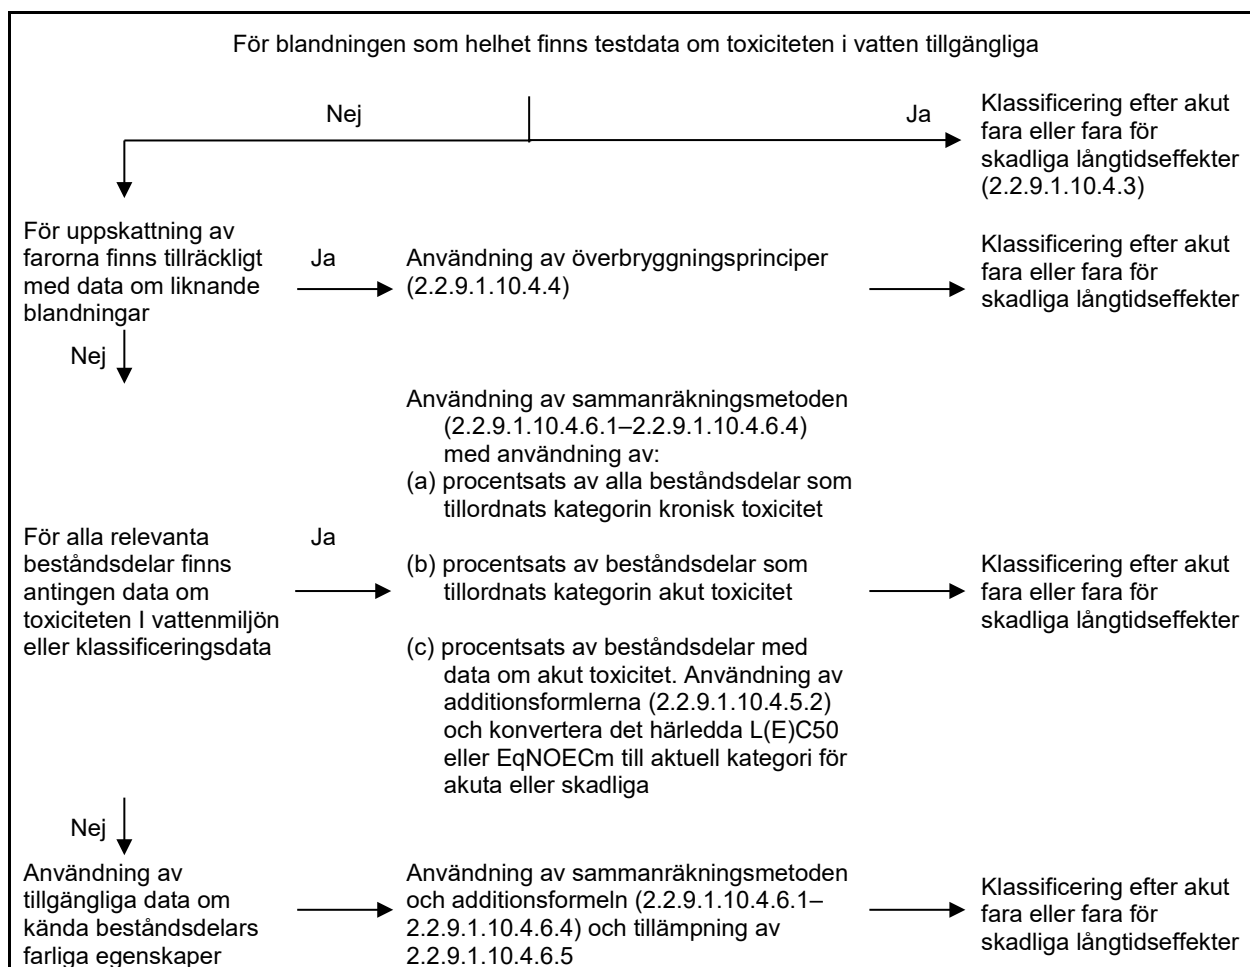 För blandningen som helhet finns testdata om toxiciteten i vatten tillgängliga
Nej
Ja
Klassificering efter akut
fara eller fara för
skadliga långtidseffekter
(2.2.9.1.10.4.3)
För uppskattning av
farorna finns tillräckligt
med data om liknande
blandningar
Ja
Användning av överbryggningsprinciper
(2.2.9.1.10.4.4)
Klassificering efter akut
fara eller fara för
skadliga långtidseffekter
Nej
Användning av sammanräkningsmetoden
(2.2.9.1.10.4.6.1–2.2.9.1.10.4.6.4)
med användning av:
(a) procentsats av alla beståndsdelar som
tillordnats kategorin kronisk toxicitet
För alla relevanta
beståndsdelar finns
antingen data om
toxiciteten I vattenmiljön
eller klassificeringsdata
Ja
(b) procentsats av beståndsdelar som
tillordnats kategorin akut toxicitet
(c) procentsats av beståndsdelar med
data om akut toxicitet. Användning av
additionsformlerna (2.2.9.1.10.4.5.2)
och konvertera det härledda L(E)C50
eller EqNOECm till aktuell kategori för
akuta eller skadliga
Klassificering efter akut
fara eller fara för
skadliga långtidseffekter
Nej
Användning av
tillgängliga data om
kända beståndsdelars
farliga egenskaper
Användning av sammanräkningsmetoden
och additionsformeln (2.2.9.1.10.4.6.1–
2.2.9.1.10.4.6.4) och tillämpning av
2.2.9.1.10.4.6.5
Klassificering efter akut
fara eller fara för
skadliga långtidseffekter